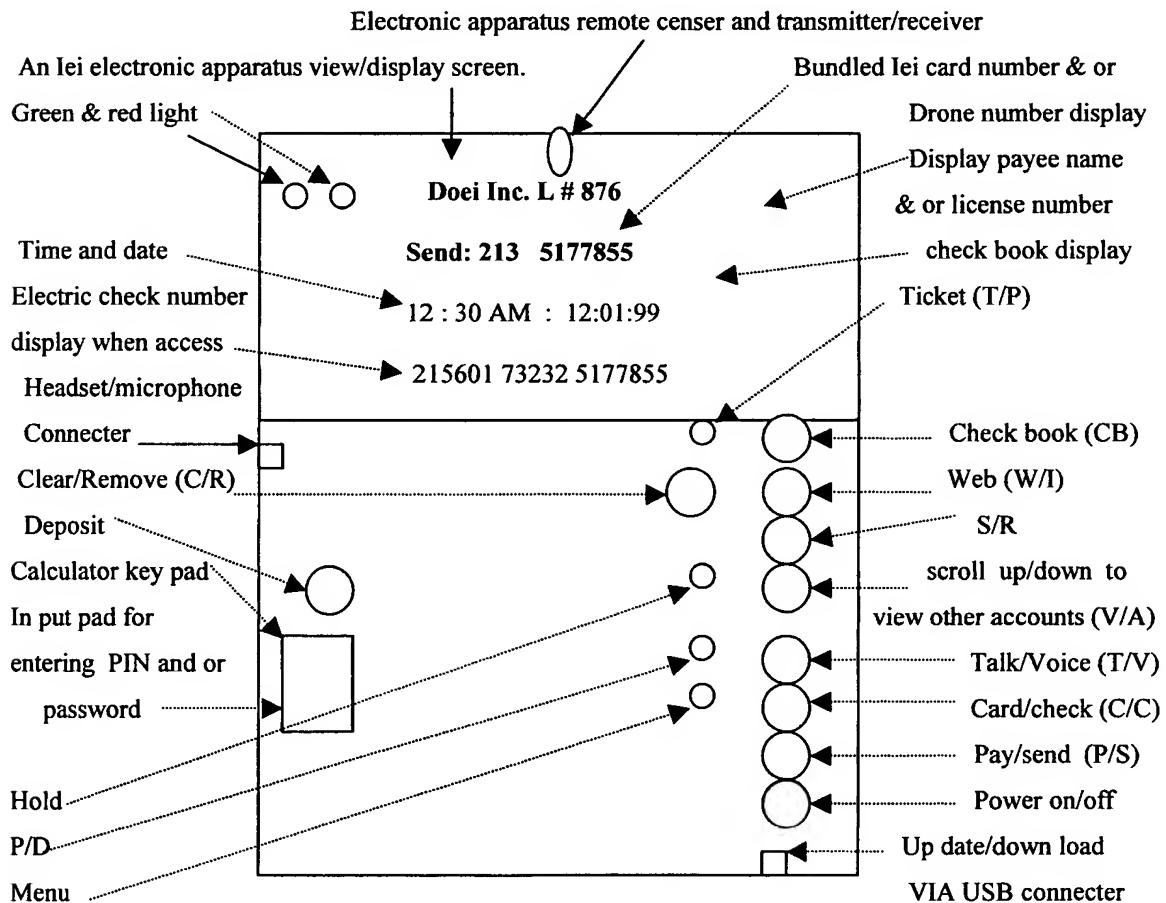 Electronic apparatus remote censer and transmitter/receiver
An Iei electronic apparatus view/display screen.
Bundled Iei card number & or
Green & red light
Drone number display
Display payee name
Doei Inc. L # 876
& or license number
Time and date
Send: 213 5177855
check book display
Electric check number
12 : 30 AM : 12:01:99
Ticket (T/P)
display when access
215601 73232 5177855
Headset/microphone
Connecter
Check book (CB)
Clear/Remove (C/R)
Web (W/I)
Deposit
S/R
Calculator key pad
scroll up/down to
In put pad for
view other accounts (V/A)
entering PIN and or
Talk/Voice (T/V)
password
Card/check (C/C)
Pay/send (P/S)
Hold
Power on/off
P/D
Up date/down load
Menu
VIA USB connecter